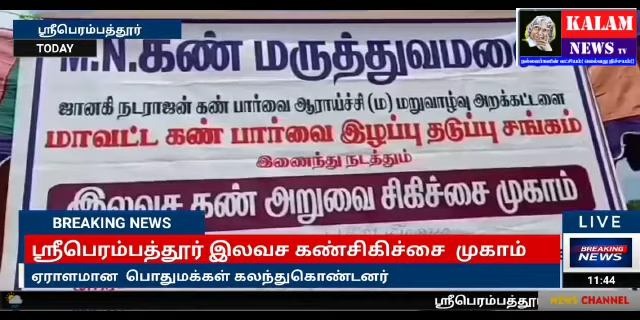 ஸ்ரீபெரம்பத்தூர்
TODAY
KALAM
NEWS TV
M.N.கண் மருத்துவமனை
ஜானகி நடராஜன் கண் பார்வை ஆராய்ச்சி (ம) மறுவாழ்வு அறக்கட்டளை
மாவட்ட கண் பார்வை இழப்பு தடுப்பு சங்கம்
இணைந்து நடத்தும்
இலவச கண் அறுவை சிகிச்சை முகாம்
BREAKING NEWS
LIVE
ஸ்ரீபெரம்பத்தூர் இலவச கண்சிகிச்சை முகாம்
BREAKING
NEWS
ஏராளமான பொதுமக்கள் கலந்துகொண்டனர்
11:44
ஸ்ரீபெரம்பத்தூ
NEWS CHANNEL